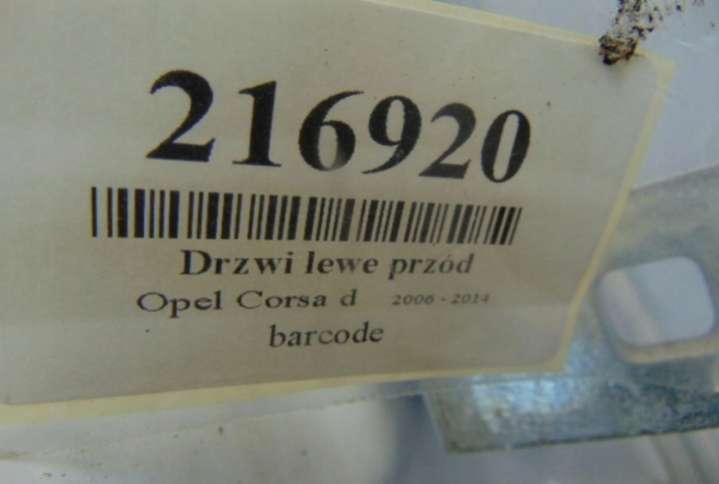 216920
Drzwi lewe przód
Opel Corsa d 2006 - 2014
barcode